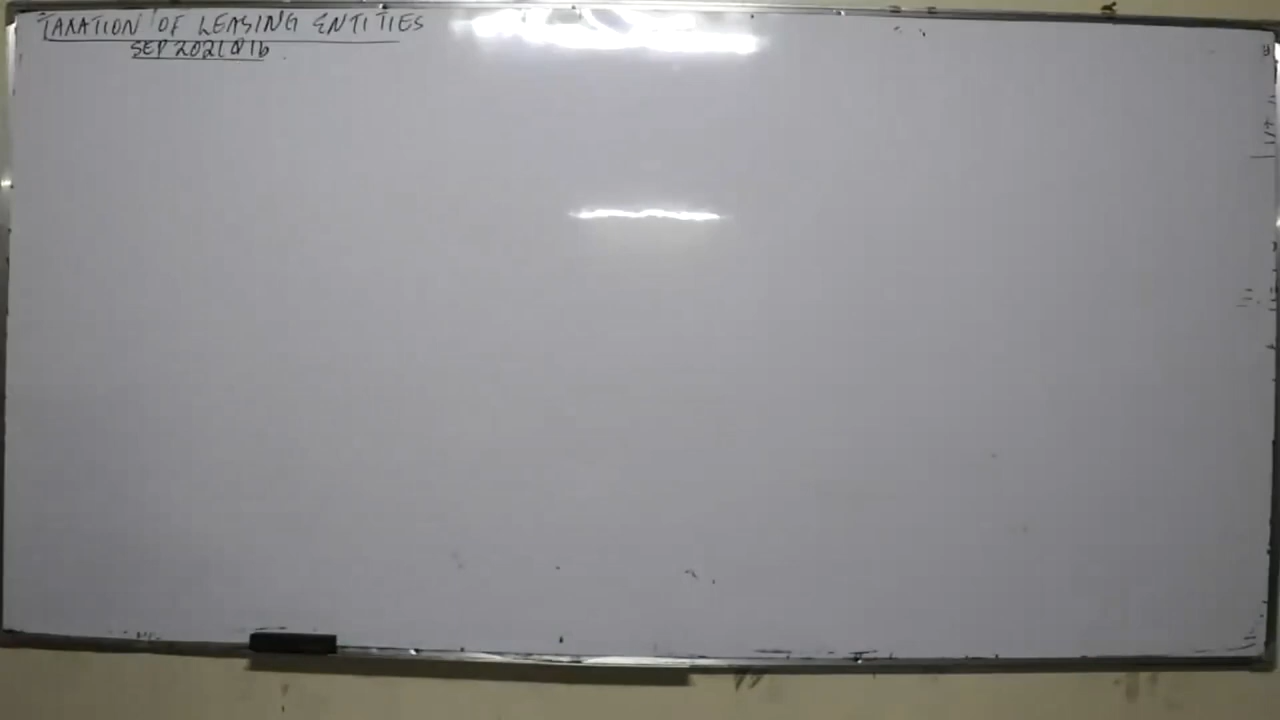 TAXATION OF LEASING ENTITIES
SEP 2021 Q1b